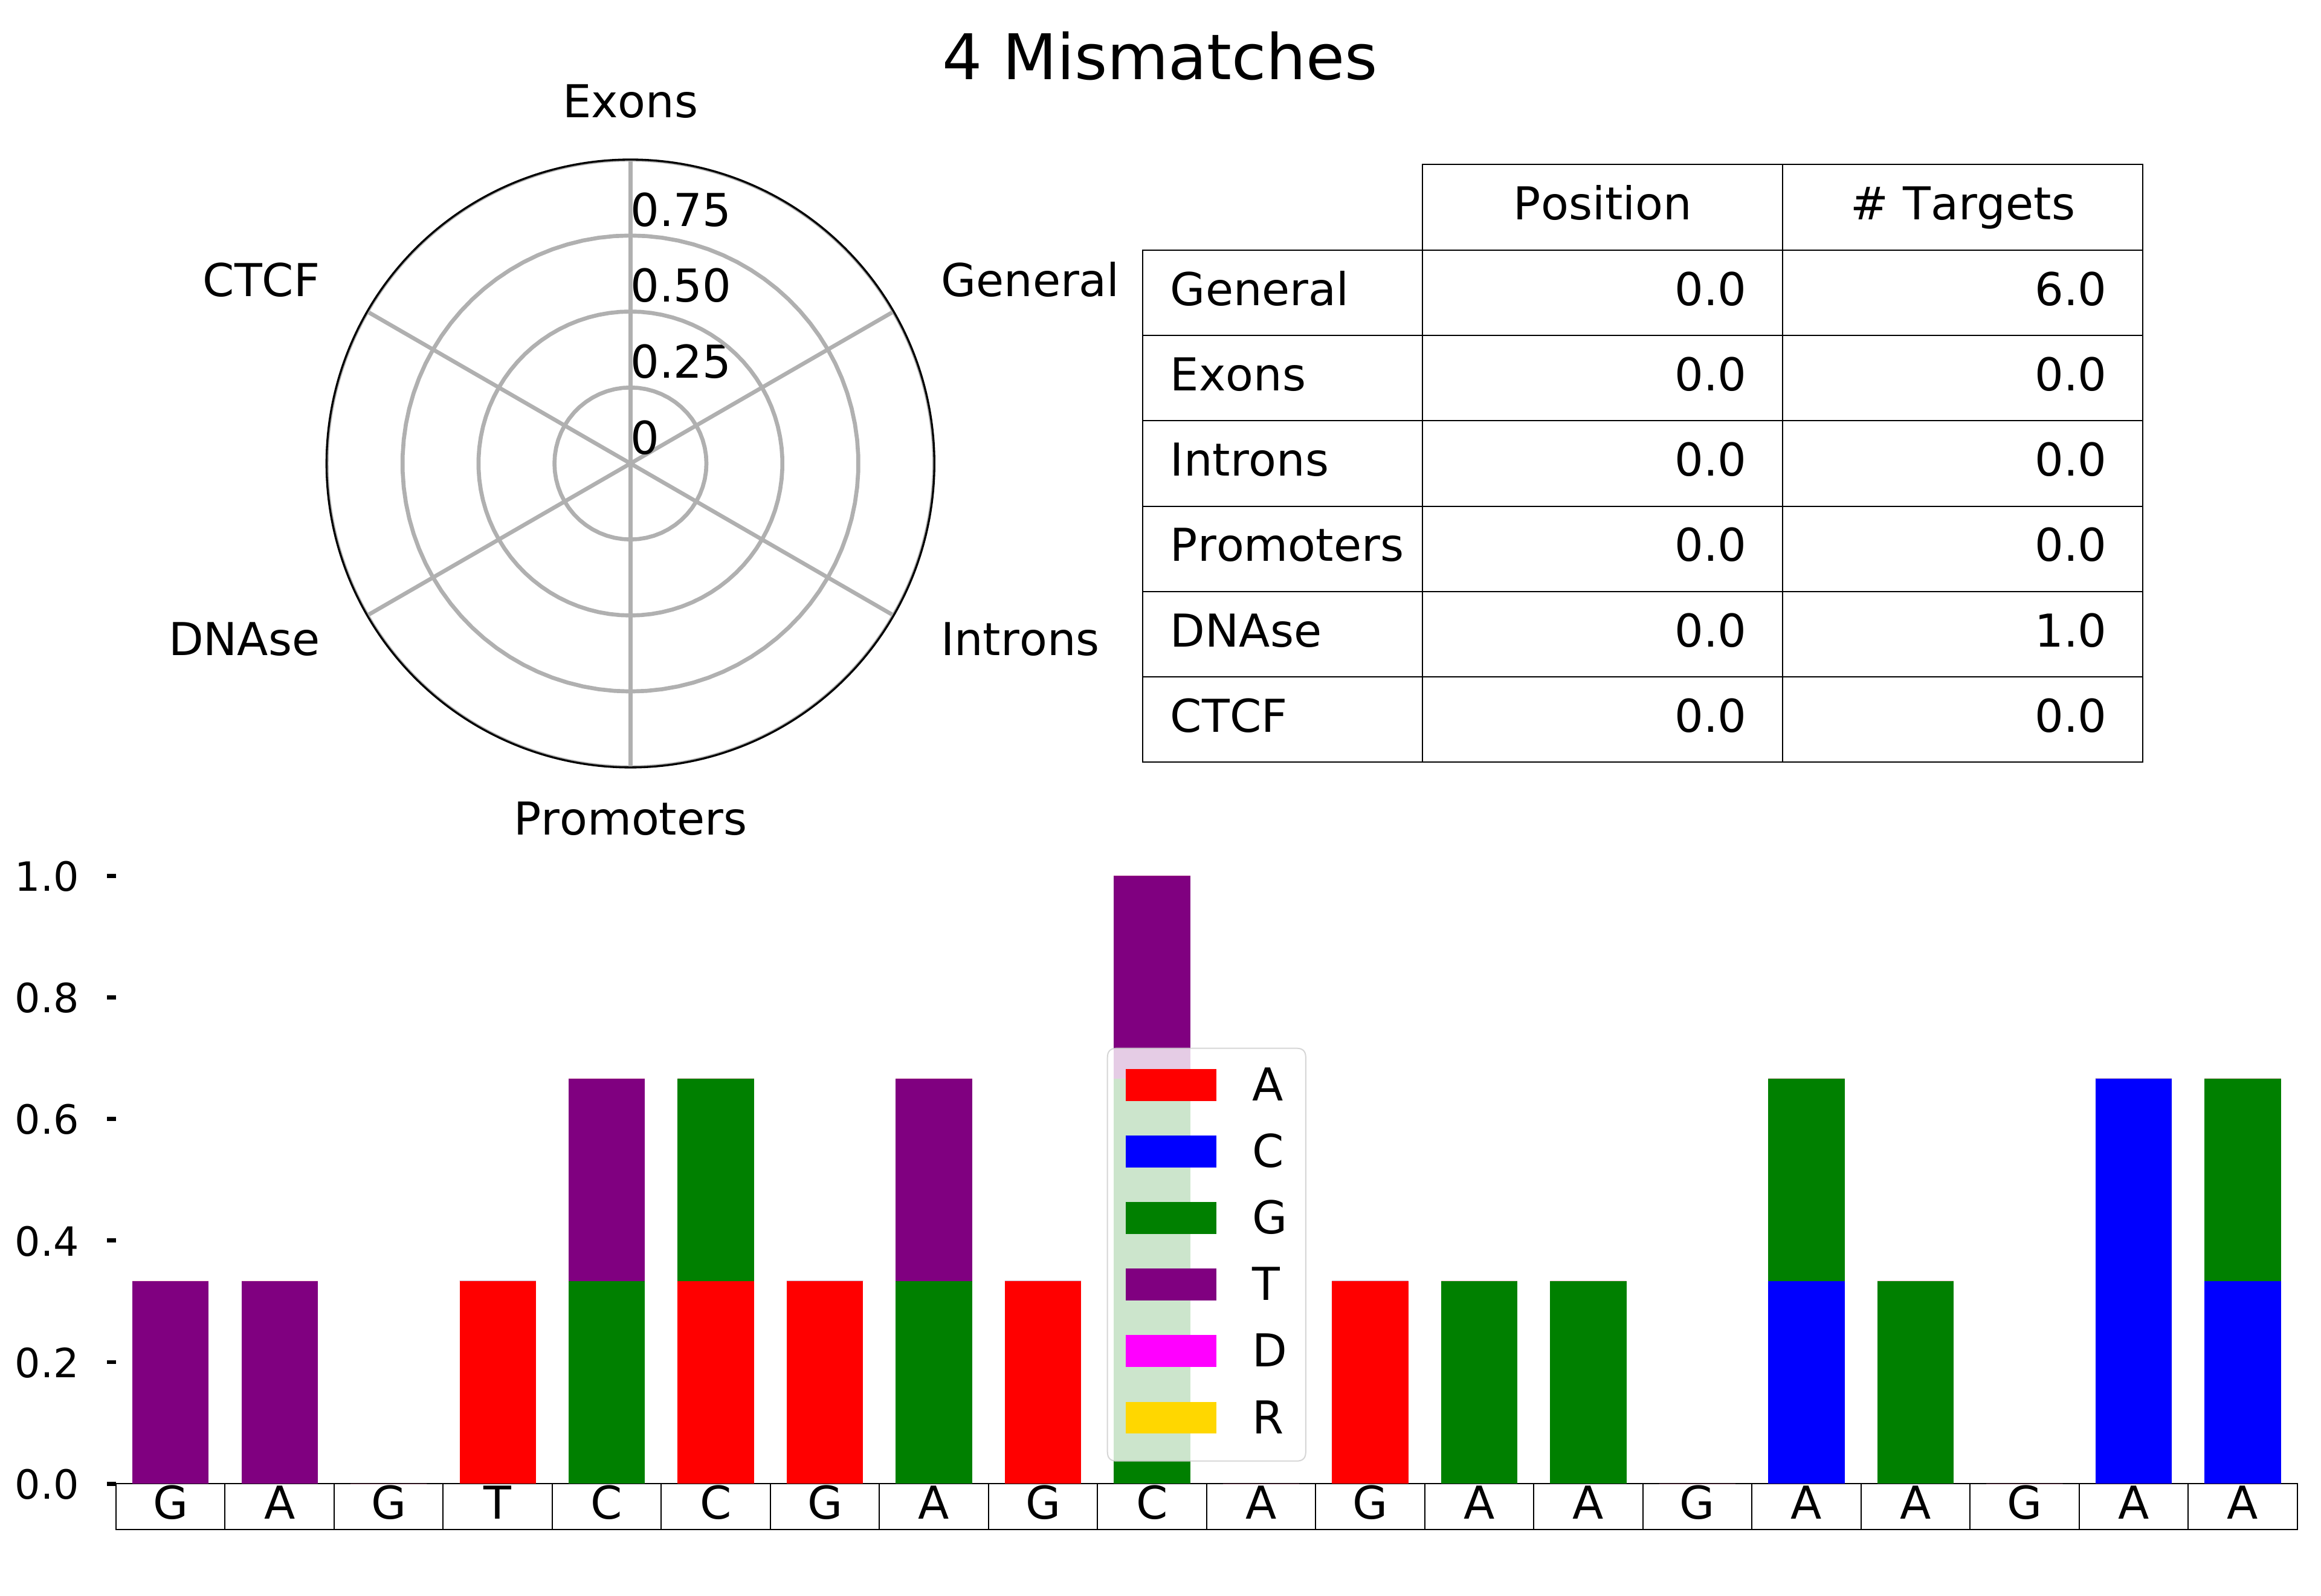 4 Mismatches
Exons
0.75
0.50
0.25
0
CTCF
General
DNAse
Introns
Promoters
Position # Targets
General 0.0 6.0
Exons 0.0 0.0
Introns 0.0 0.0
Promoters 0.0 0.0
DNAse 0.0 1.0
CTCF 0.0 0.0
1.0
0.8
0.6
0.4
0.2
0.0
A
C
G
T
D
R
G A G T C C G A G C A G A A G A A G A A